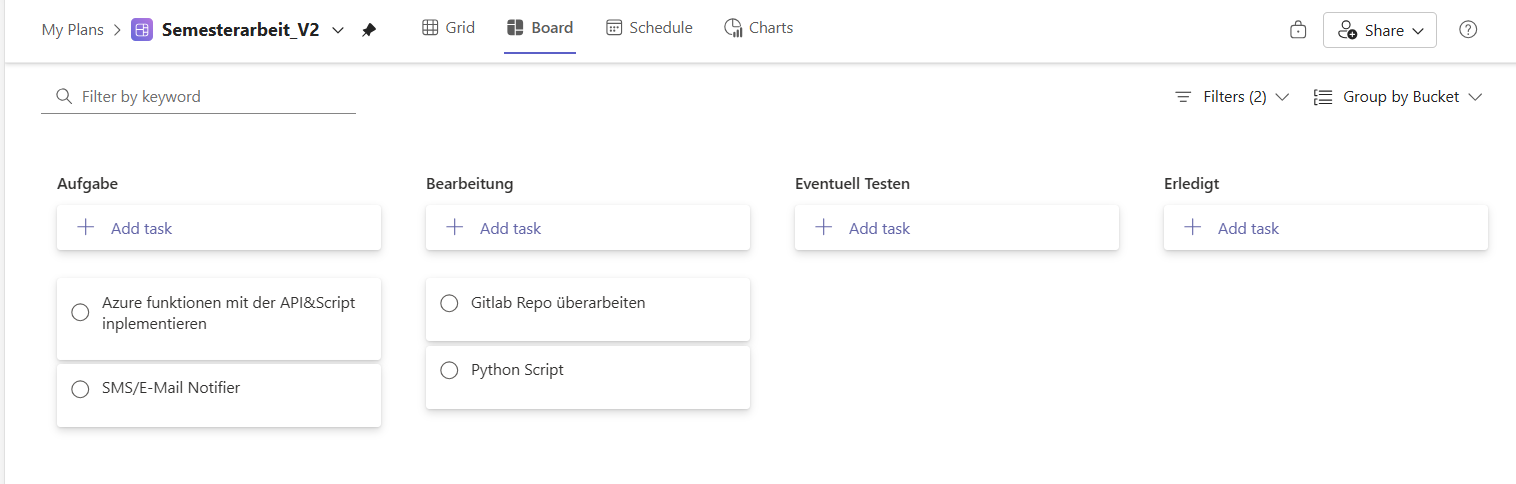 My Plans > Semesterarbeit_V2
Grid
Board
Schedule
Charts
Share
Filter by keyword
Filters (2)
Group by Bucket
Aufgabe
Add task
Azure funktionen mit der API&Script
inplementieren
SMS/E-Mail Notifier
Bearbeitung
Add task
Gitlab Repo überarbeiten
Python Script
Eventuell Testen
Add task
Erledigt
Add task